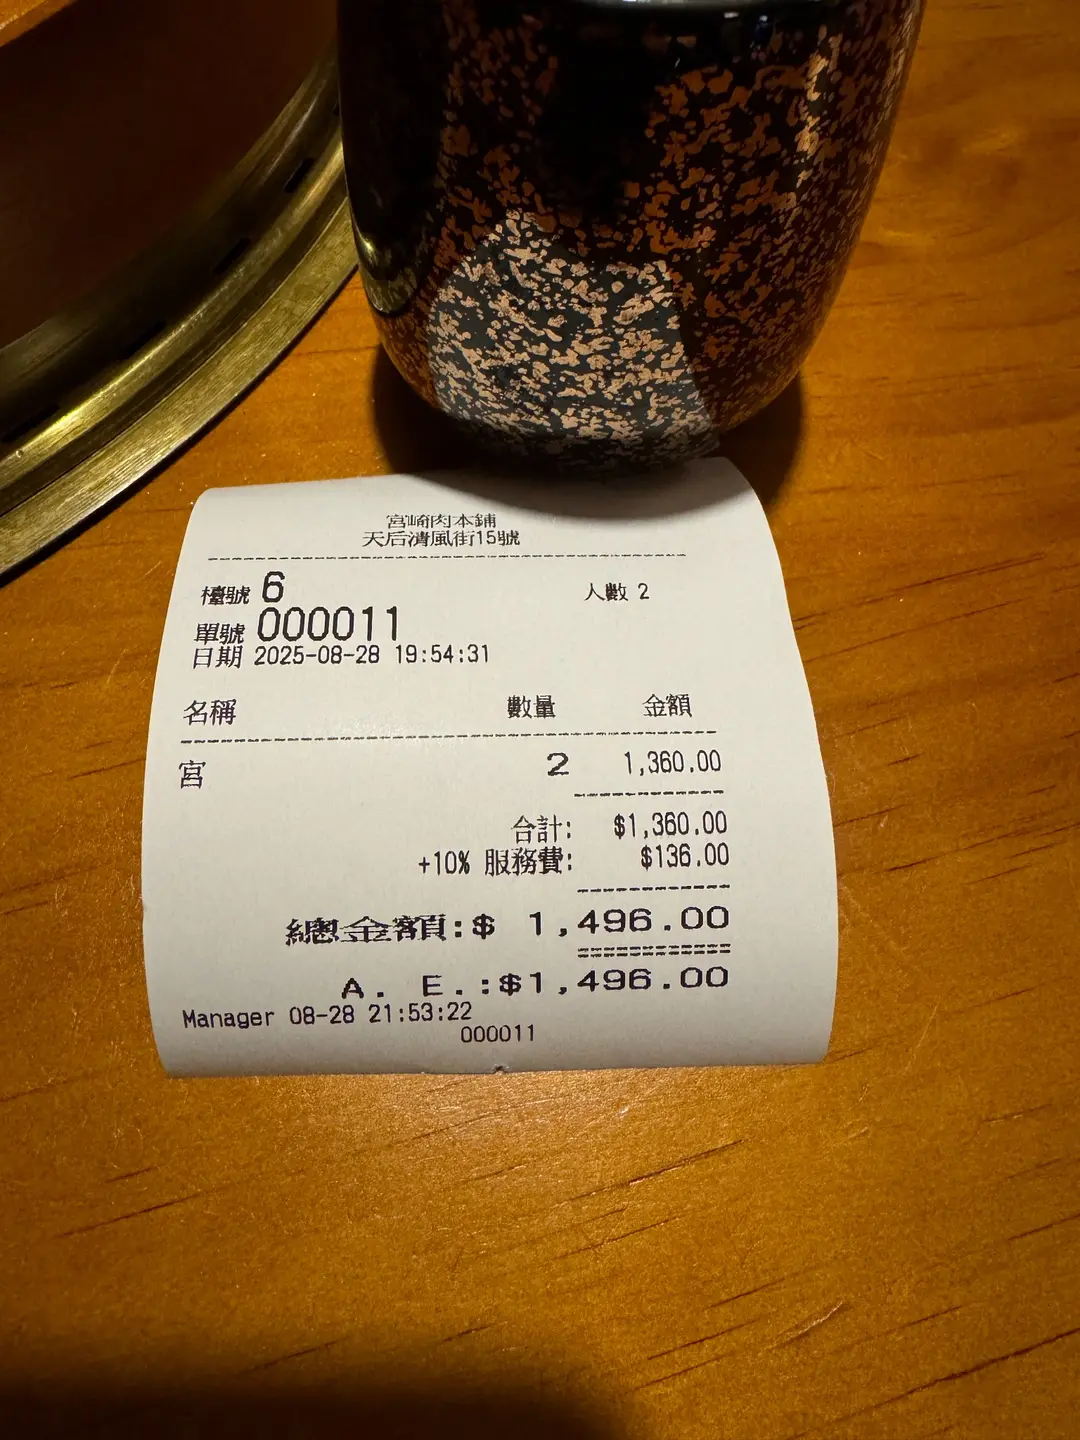 宮崎肉本鋪
天后清風街15號
檯號 6 人數 2
單號 000011
日期 2025-08-28 19:54:31
名稱 數量 金額
宮 2 1,360.00
合計: $1,360.00
+10% 服務費: $136.00
總金額:$ 1,496.00
A. E.:$1,496.00
Manager 08-28 21:53:22
000011